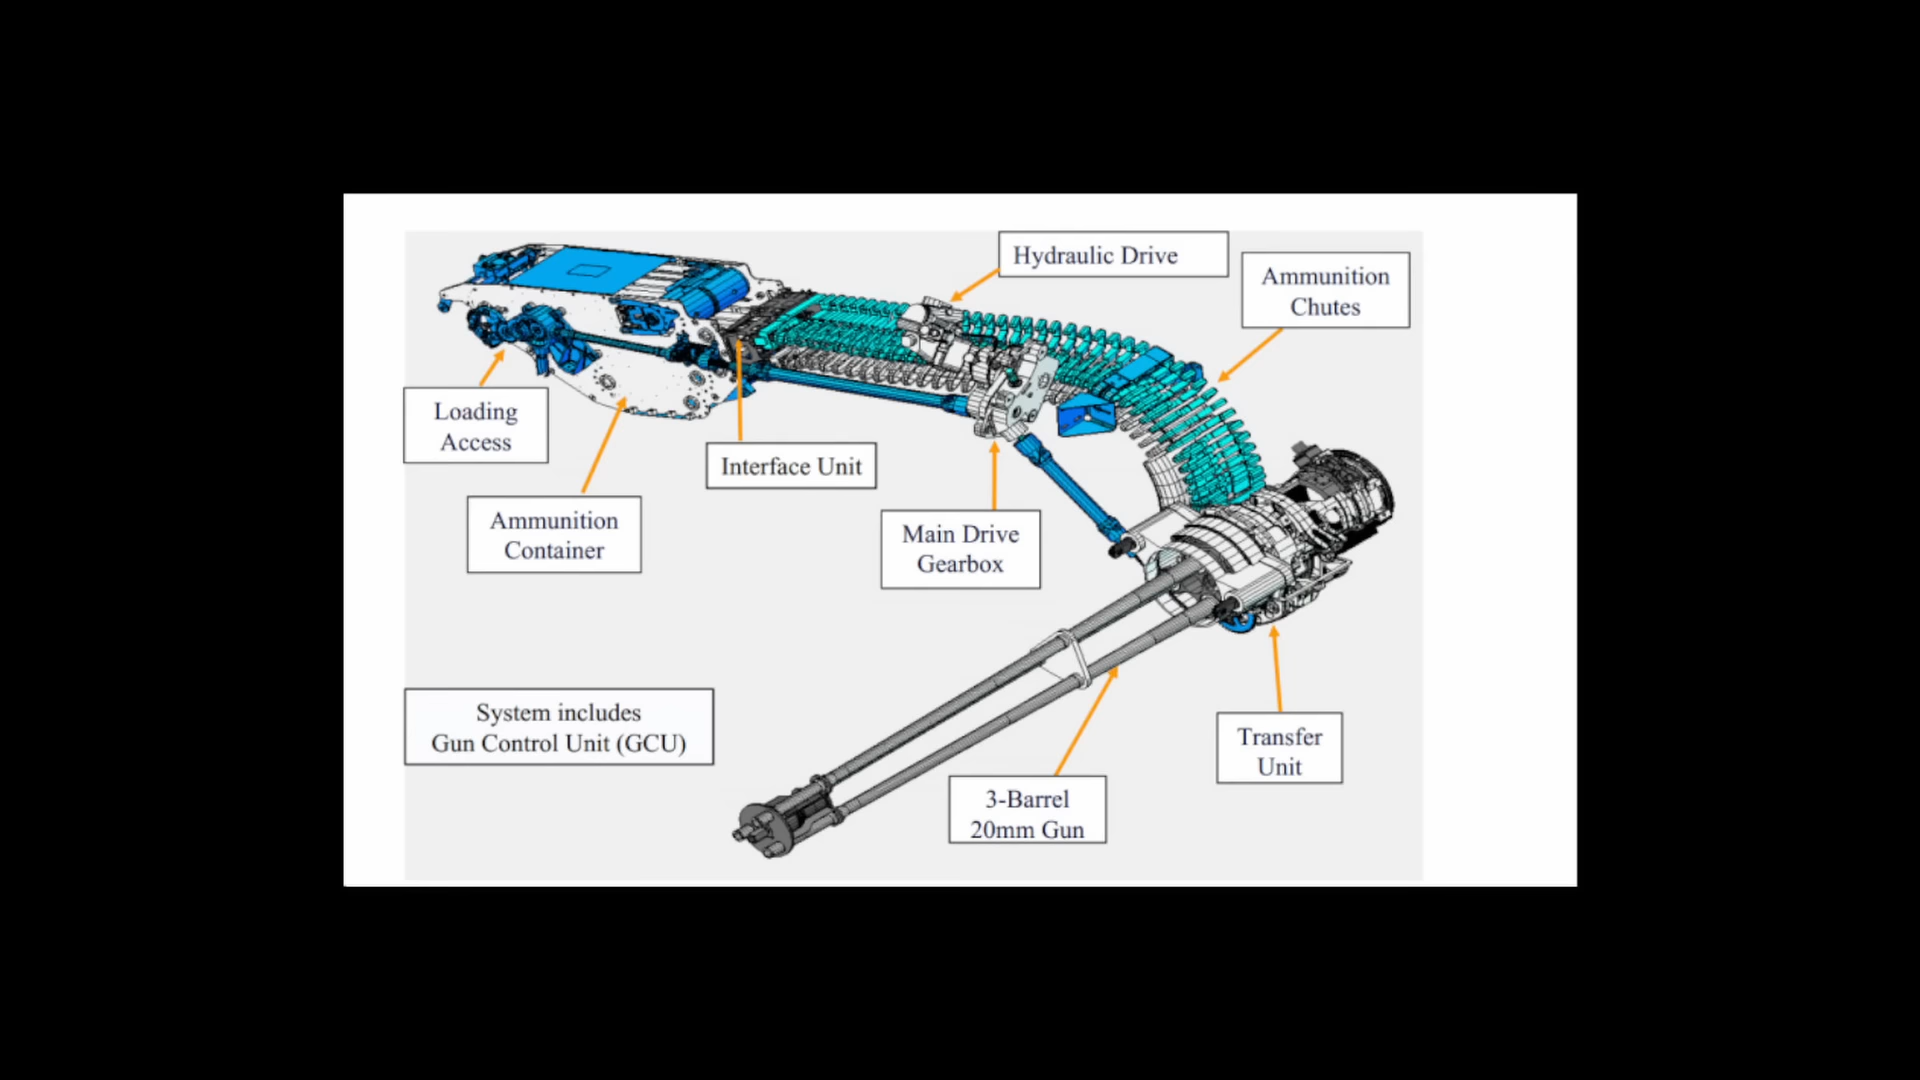 Hydraulic Drive
Ammunition
Chutes
Loading
Access
Interface Unit
Ammunition
Container
Main Drive
Gearbox
System includes
Gun Control Unit (GCU)
Transfer
Unit
3-Barrel
20mm Gun